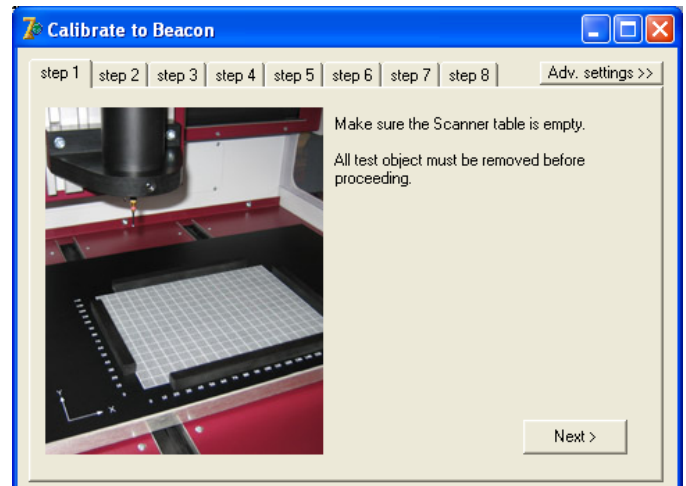 Calibrate to Beacon
step 1 step 2 step 3 step 4 step 5 step 6 step 7 step 8 Adv. settings >>
Make sure the Scanner table is empty.
All test object must be removed before
proceeding.
Y
X
Next >